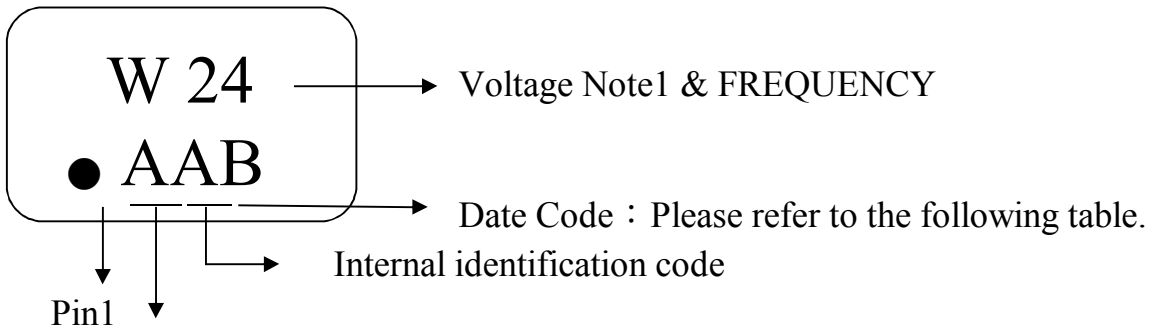 W 24
Voltage Note1 & FREQUENCY
● AAB
Date Code：Please refer to the following table.
Internal identification code
Pin1